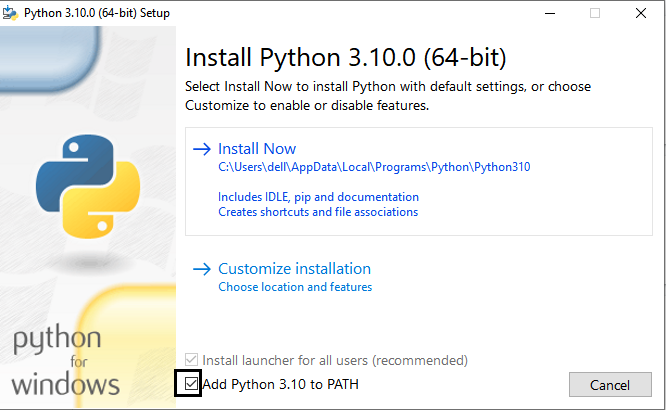 Python 3.10.0 (64-bit) Setup
Install Python 3.10.0 (64-bit)
Select Install Now to install Python with default settings, or choose
Customize to enable or disable features.
Install Now
C:\Users\dell\AppData\Local\Programs\Python\Python310
Includes IDLE, pip and documentation
Creates shortcuts and file associations
Customize installation
Choose location and features
python
for
windows
Install launcher for all users (recommended)
Add Python 3.10 to PATH
Cancel